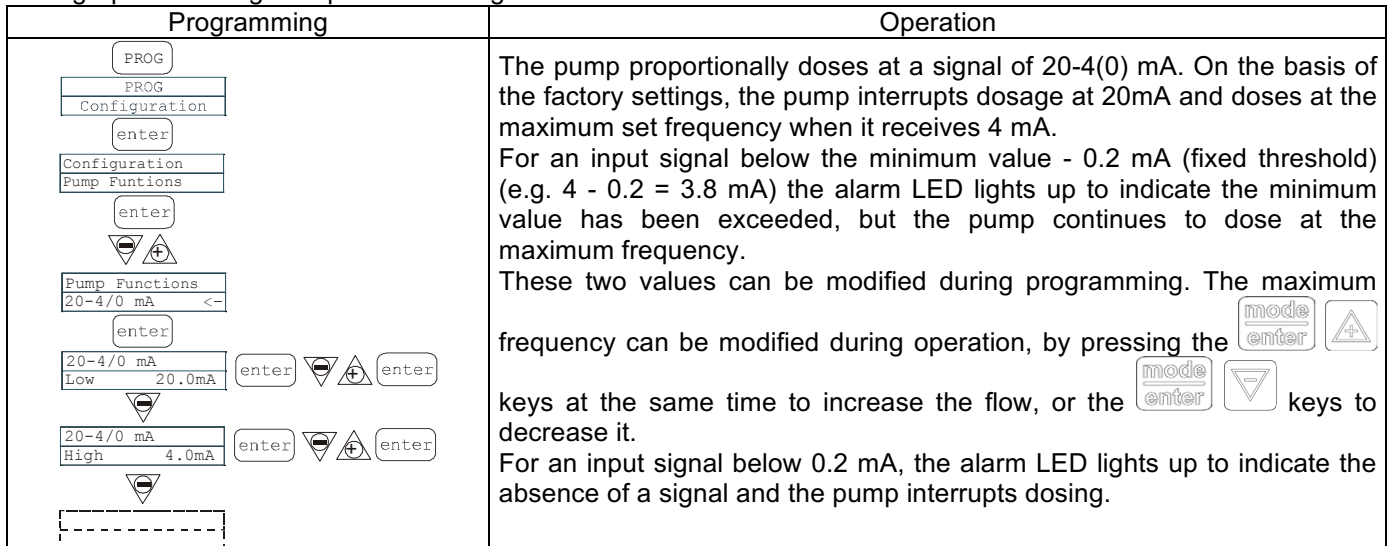 Programming
Operation
PROG
PROG
Configuration
enter
Configuration
Pump Funtions
enter
Pump Functions
20-4/0 mA <-
enter
20-4/0 mA
Low 20.0mA enter enter
20-4/0 mA
High 4.0mA enter enter
The pump proportionally doses at a signal of 20-4(0) mA. On the basis of
the factory settings, the pump interrupts dosage at 20mA and doses at the
maximum set frequency when it receives 4 mA.
For an input signal below the minimum value - 0.2 mA (fixed threshold)
(e.g. 4 - 0.2 = 3.8 mA) the alarm LED lights up to indicate the minimum
value has been exceeded, but the pump continues to dose at the
maximum frequency.
These two values can be modified during programming. The maximum
frequency can be modified during operation, by pressing the mode enter
keys at the same time to increase the flow, or the mode enter keys to
decrease it.
For an input signal below 0.2 mA, the alarm LED lights up to indicate the
absence of a signal and the pump interrupts dosing.